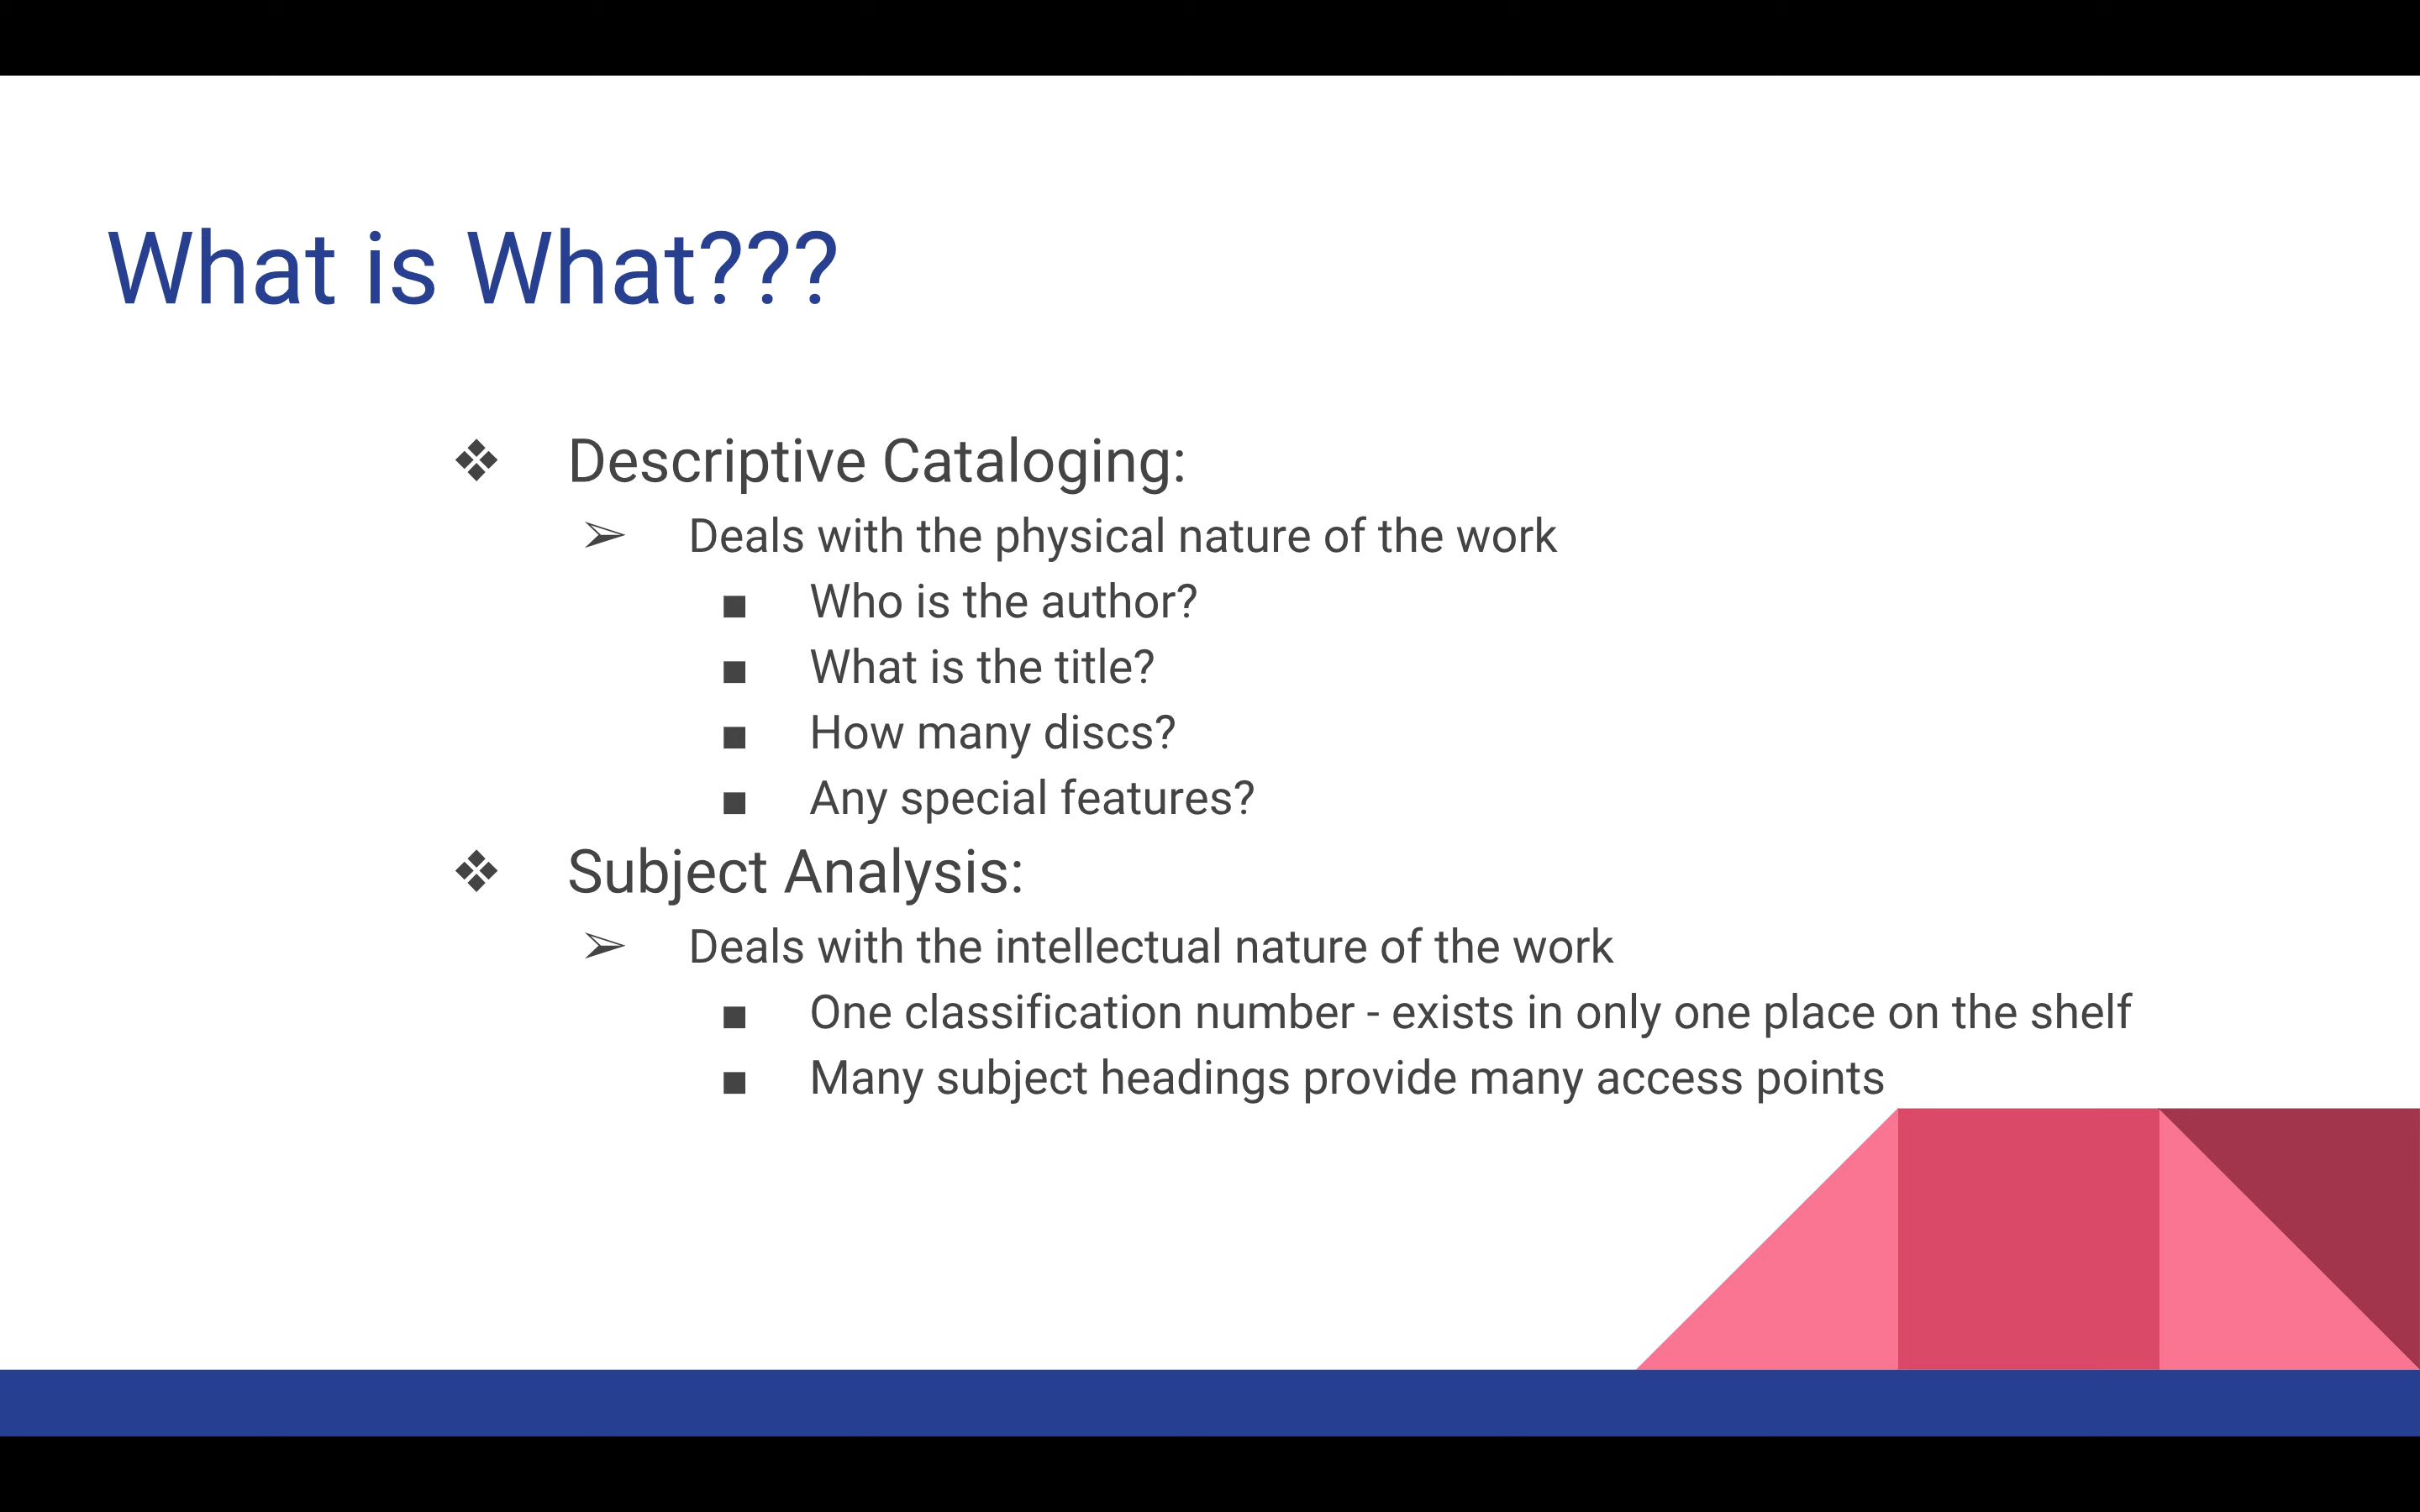 What is What???
❖ Descriptive Cataloging:
➢ Deals with the physical nature of the work
■ Who is the author?
■ What is the title?
■ How many discs?
■ Any special features?
❖ Subject Analysis:
➢ Deals with the intellectual nature of the work
■ One classification number - exists in only one place on the shelf
■ Many subject headings provide many access points